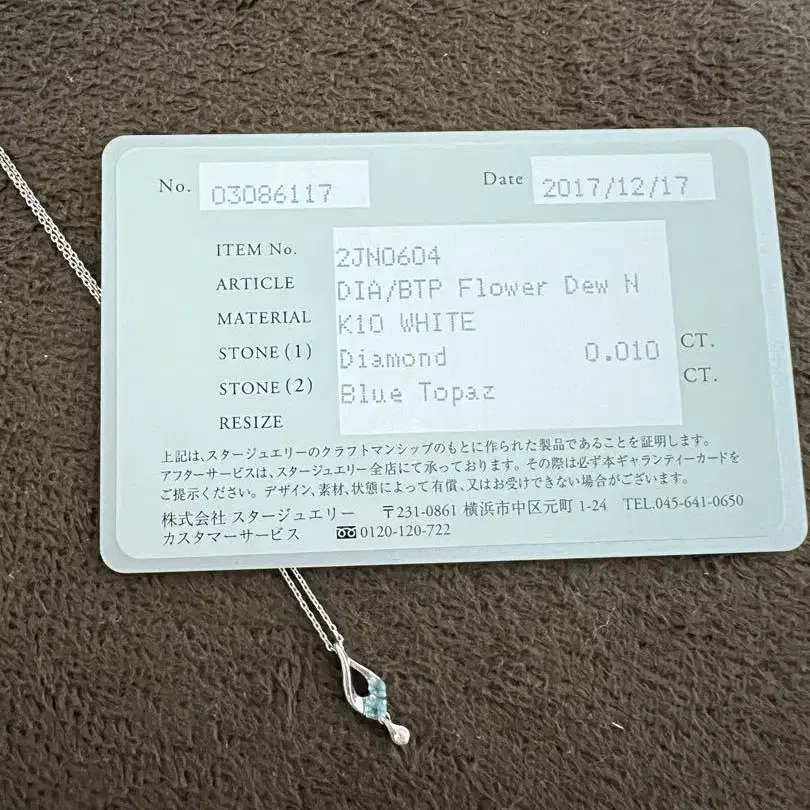 No. 03086117 Date 2017/12/17
ITEM No. 2JN0604
ARTICLE DIA/BTP Flower Dew N
MATERIAL K10 WHITE
STONE (1) Diamond 0.010 CT.
STONE (2) Blue Topaz CT.
RESIZE
上記は、スタージュエリーのクラフトマンシップのもとに作られた製品であることを証明します。
アフターサービスは、スタージュエリー全店にて承っております。その際は必ず本ギャランティーカードを
ご提示ください。デザイン、素材、状態によって有償、又はお受けできない場合がございます。
株式会社 スタージュエリー 〒231-0861 横浜市中区元町 1-24 TEL.045-641-0650
カスタマーサービス 0120-120-722